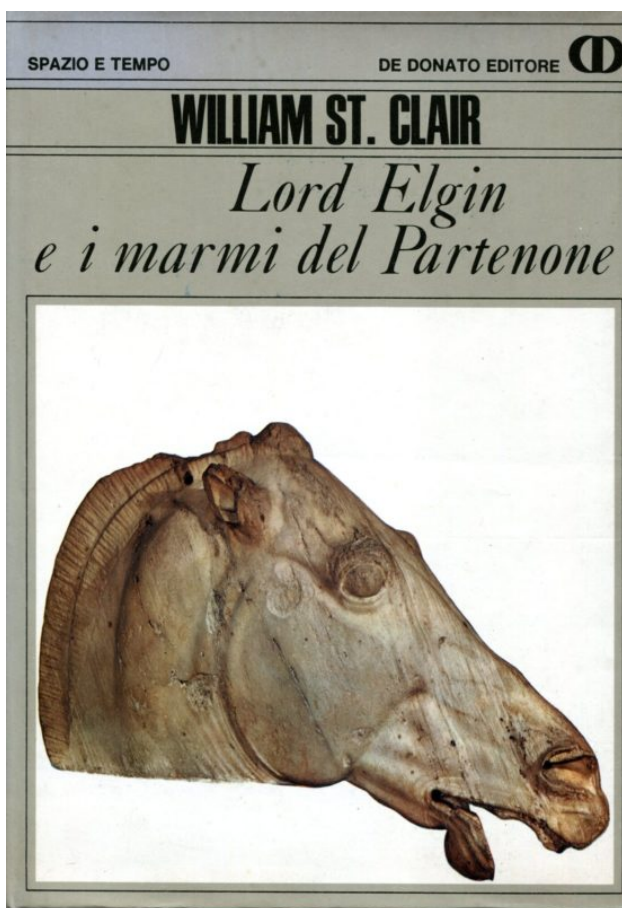 SPAZIO E TEMPO
DE DONATO EDITORE
WILLIAM ST. CLAIR
Lord Elgin
e i marmi del Partenone